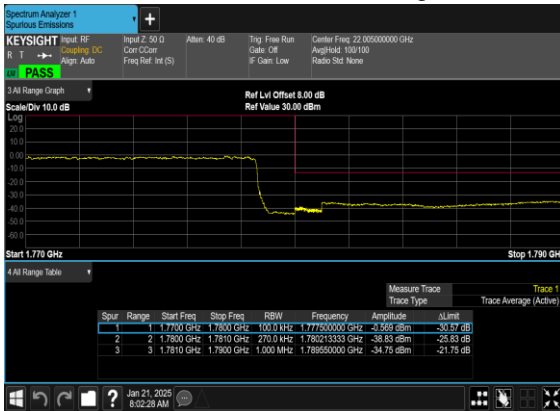 Spectrum Analyzer 1
Spurious Emissions
KEYSIGHT Input: RF Input Z: 50 Ω Atten: 40 dB Trig: Free Run Center Freq: 22.005000000 GHz
R T Coupling: DC Corr CCorr Gate: Off Avg|Hold: 100/100
Align: Auto Freq Ref: Int (S) IF Gain: Low Radio Std: None
PASS
3 All Range Graph
Ref Lvl Offset 8.00 dB
Scale/Div 10.0 dB Ref Value 30.00 dBm
Log
20.0
10.0
0.00
-10.0
-20.0
-30.0
-40.0
-50.0
-60.0
Start 1.770 GHz Stop 1.790 GH
4 All Range Table
Measure Trace Trace 1
Trace Type Trace Average (Active)
Spur Range Start Freq Stop Freq RBW Frequency Amplitude ΔLimit
1 1 1.7700 GHz 1.7800 GHz 100.0 kHz 1.777500000 GHz -0.569 dBm -30.57 dB
2 2 1.7800 GHz 1.7810 GHz 270.0 kHz 1.780213333 GHz -38.83 dBm -25.83 dB
3 3 1.7810 GHz 1.7900 GHz 1.000 MHz 1.789550000 GHz -34.75 dBm -21.75 dB
Jan 21, 2025
8:02:28 AM